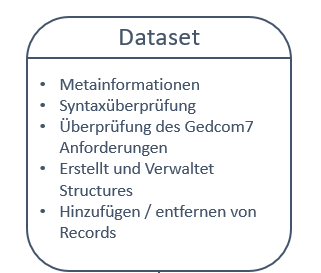 Dataset
• Metainformationen
• Syntaxüberprüfung
• Überprüfung des Gedcom7
Anforderungen
• Erstellt und Verwaltet
Structures
• Hinzufügen / entfernen von
Records